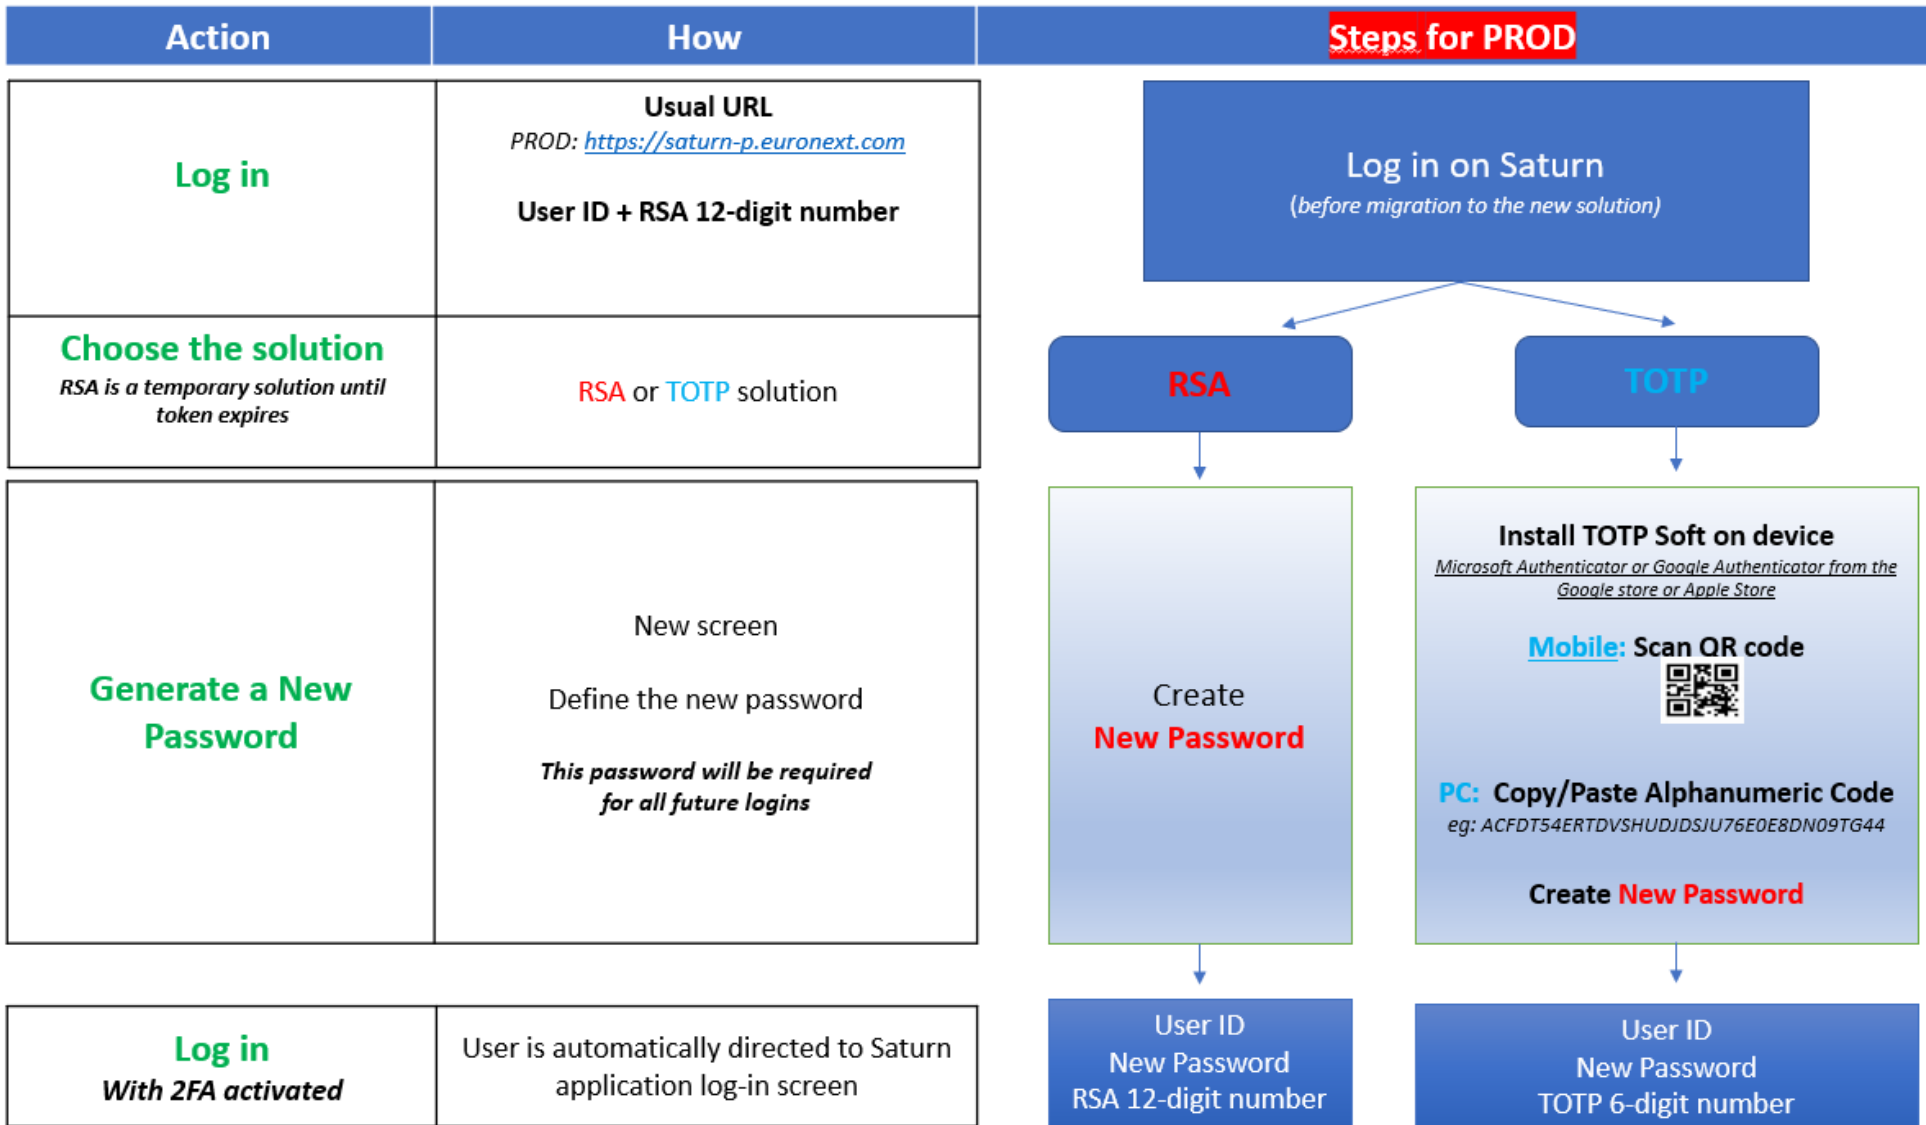 Action
How
Steps for PROD
Log in
Usual URL
PROD: https://saturn-p.euronext.com
User ID + RSA 12-digit number
Log in on Saturn
(before migration to the new solution)
Choose the solution
RSA is a temporary solution until
token expires
RSA or TOTP solution
RSA
TOTP
Generate a New
Password
New screen
Define the new password
This password will be required
for all future logins
Create
New Password
Install TOTP Soft on device
Microsoft Authenticator or Google Authenticator from the
Google store or Apple Store
Mobile: Scan QR code
PC: Copy/Paste Alphanumeric Code
eg: ACFDT54ERTDVSHUDJDSJU76E0E8DN09TG44
Create New Password
Log in
With 2FA activated
User is automatically directed to Saturn
application log-in screen
User ID
New Password
RSA 12-digit number
User ID
New Password
TOTP 6-digit number